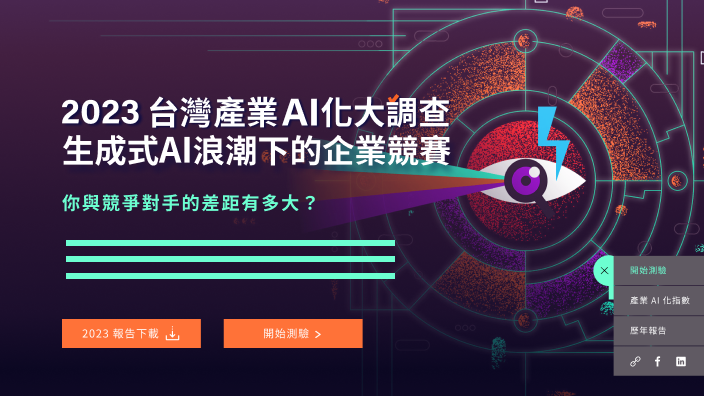 2023 台灣產業AI化大調查
生成式AI浪潮下的企業競賽
你與競爭對手的差距有多大？
2023 報告下載
開始測驗 >
開始測驗
產業 AI 化指數
歷年報告